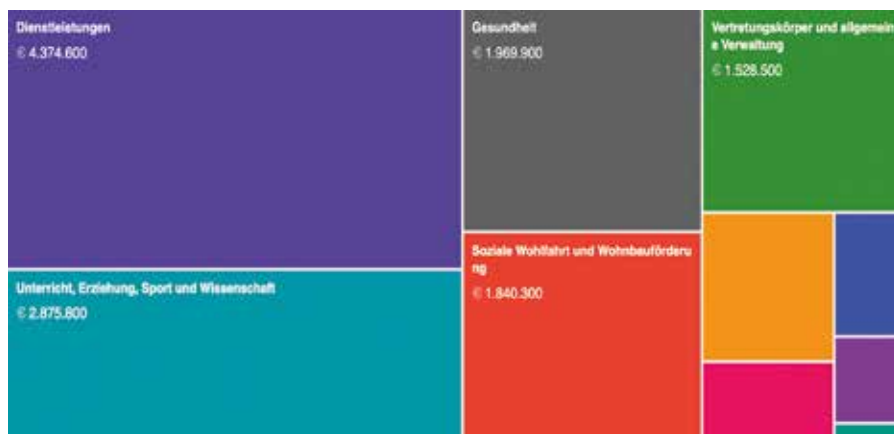 Dienstleistungen
€ 4.374.600
Gesundheit
€ 1.969.900
Vertretungskörper und allgemein
e Verwaltung
€ 1.528.500
Unterricht, Erziehung, Sport und Wissenschaft
€ 2.875.800
Soziale Wohlfahrt und Wohnbauförderu
ng
€ 1.840.300